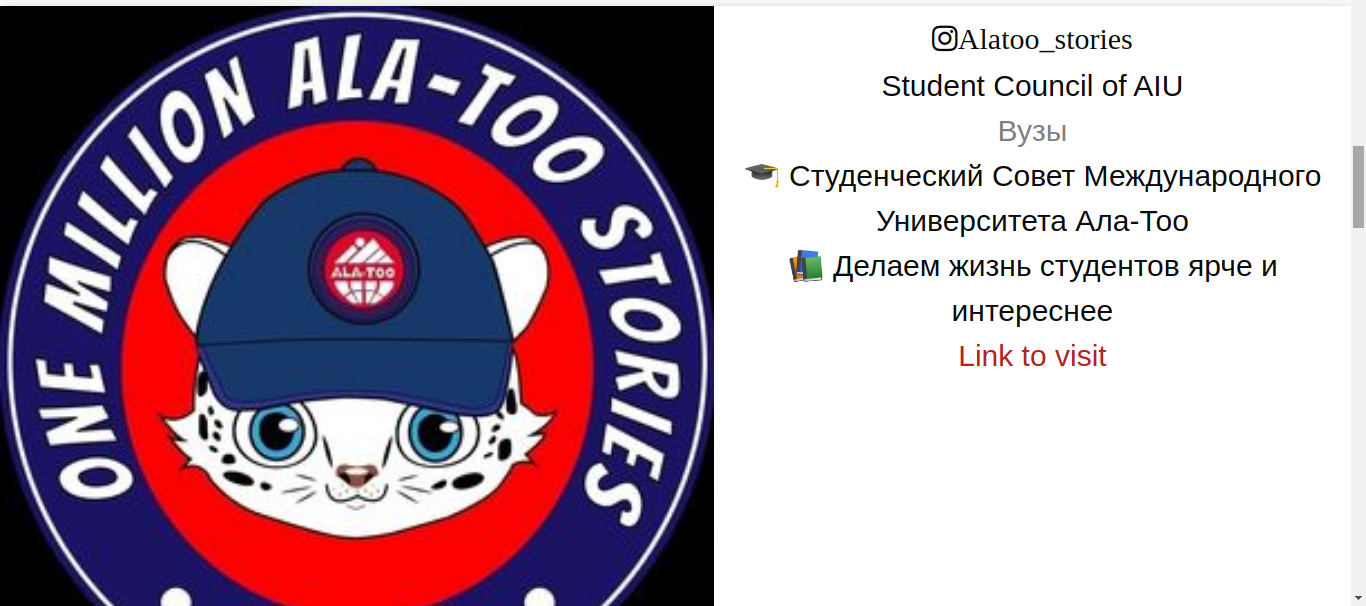 ONE MILLION ALA-TOO STORIES
ALA-TOO
Alatoo_stories
Student Council of AIU
Вузы
🎓 Студенческий Совет Международного
Университета Ала-Тоо
📚 Делаем жизнь студентов ярче и
интереснее
Link to visit